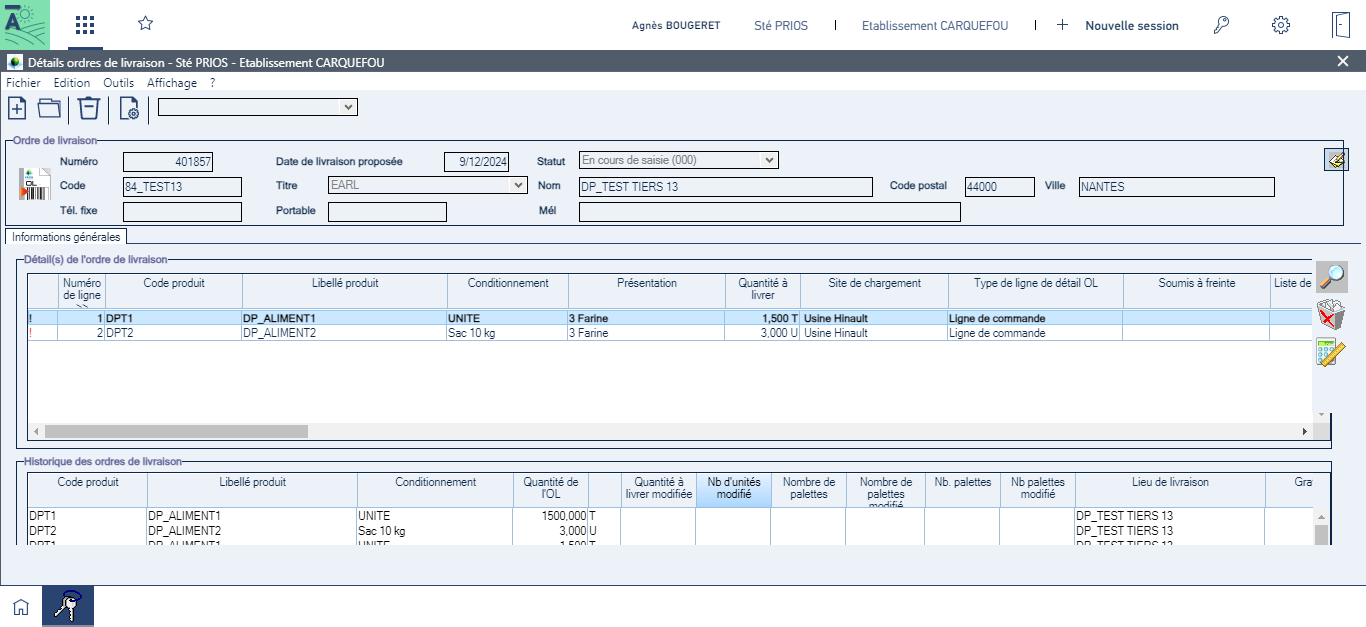 Agnès BOUGERET Sté PRIOS Etablissement CARQUEFOU Nouvelle session
Détails ordres de livraison - Sté PRIOS - Etablissement CARQUEFOU
Fichier Edition Outils Affichage ?
Ordre de livraison
Numéro 401857 Date de livraison proposée 9/12/2024 Statut En cours de saisie (000)
Code 84_TEST13 Titre EARL Nom DP_TEST TIERS 13 Code postal 44000 Ville NANTES
Tél. fixe Portable Mél
Informations générales
Détail(s) de l'ordre de livraison
Numéro de ligne >> Code produit Libellé produit Conditionnement Présentation Quantité à livrer Site de chargement Type de ligne de détail OL Soumis à freinte Liste de
! 1 DPT1 DP_ALIMENT1 UNITE 3 Farine 1,500 T Usine Hinault Ligne de commande
! 2 DPT2 DP_ALIMENT2 Sac 10 kg 3 Farine 3,000 U Usine Hinault Ligne de commande
Historique des ordres de livraison
Code produit Libellé produit Conditionnement Quantité de l'OL Quantité à livrer modifiée Nb d'unités modifié Nombre de palettes Nombre de palettes modifié Nb. palettes Nb palettes modifié Lieu de livraison Gra
DPT1 DP_ALIMENT1 UNITE 1500,000 T DP_TEST TIERS 13
DPT2 DP_ALIMENT2 Sac 10 kg 3,000 U DP_TEST TIERS 13
DPT1 DP_ALIMENT1 UNITE 1,500 T DP_TEST TIERS 13